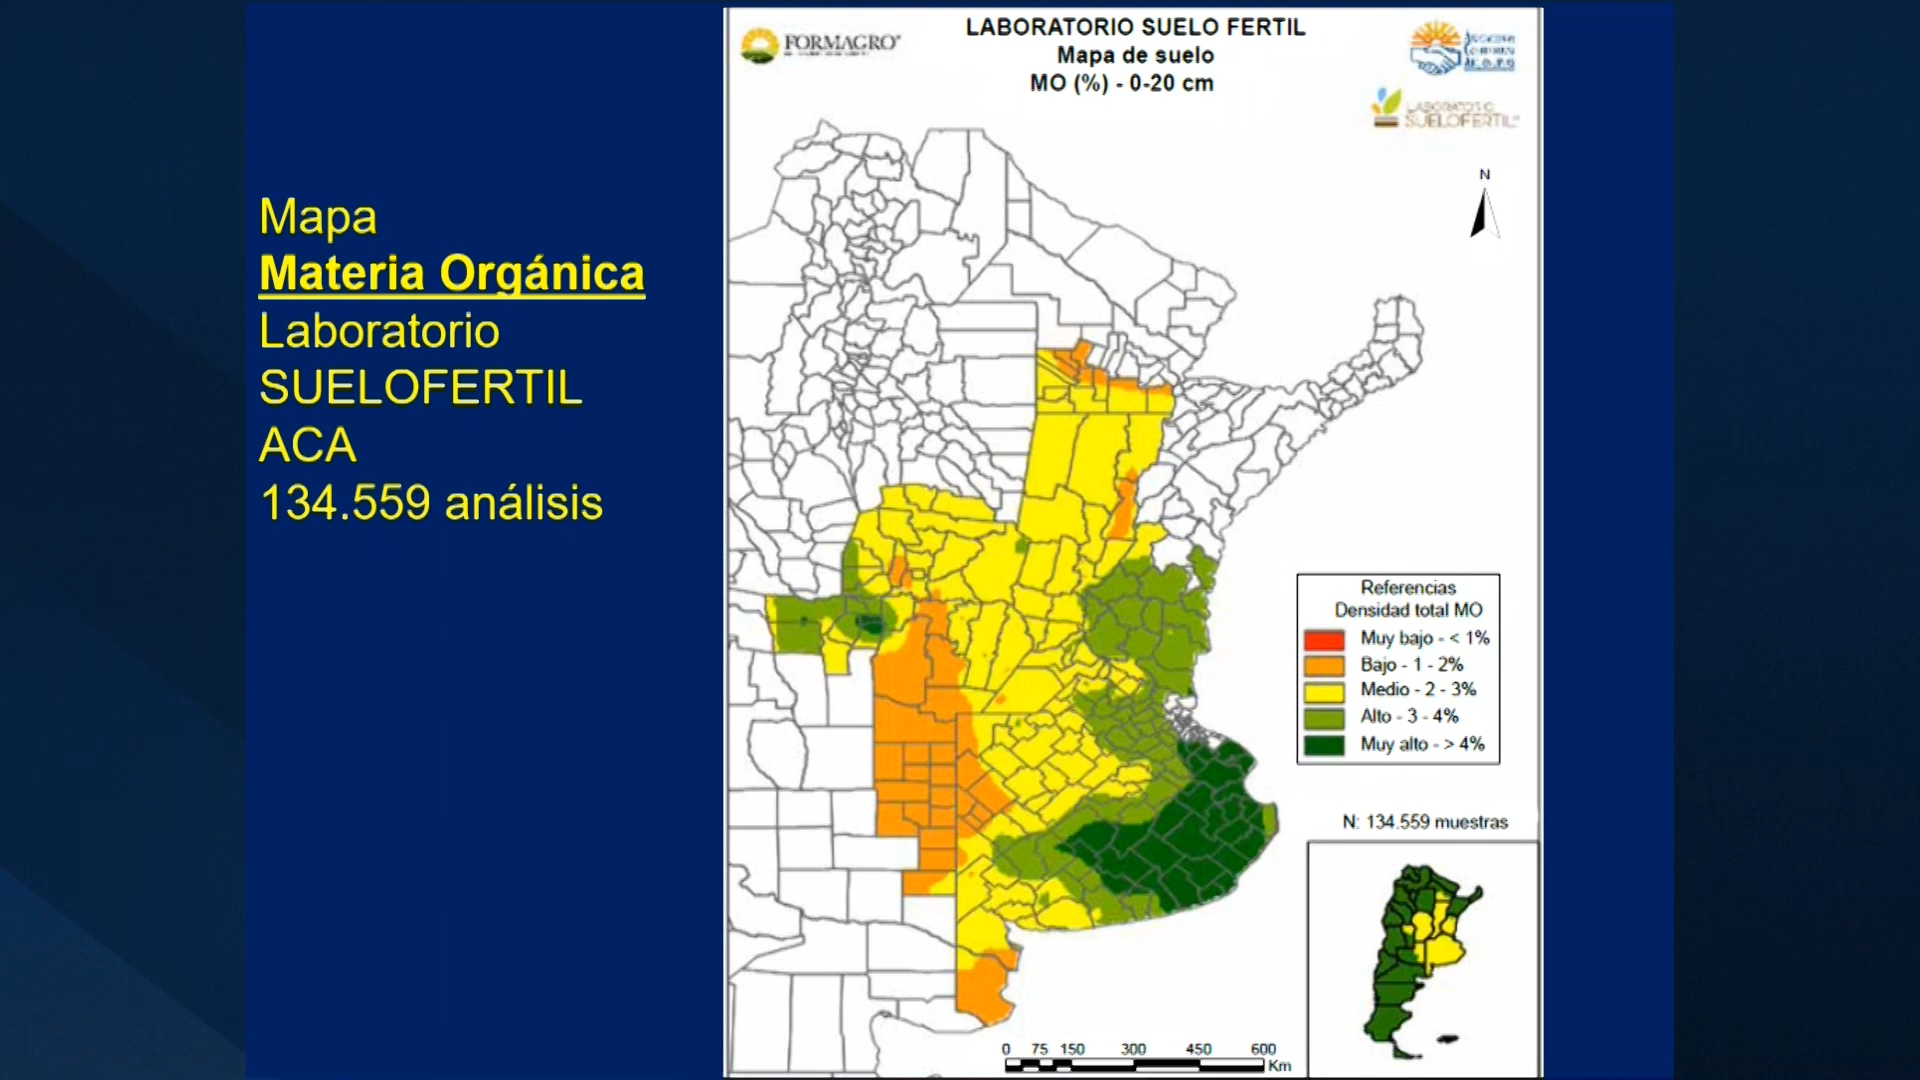 Mapa
Materia Orgánica
Laboratorio
SUELOFERTIL
ACA
134.559 análisis
FORMAGRO
LABORATORIO SUELO FERTIL
Mapa de suelo
MO (%) - 0-20 cm
LABORATORIO
SUELOFERTIL
N
Referencias
Densidad total MO
Muy bajo - < 1%
Bajo - 1 - 2%
Medio - 2 - 3%
Alto - 3 - 4%
Muy alto - > 4%
N: 134.559 muestras
0 75 150 300 450 600
Km